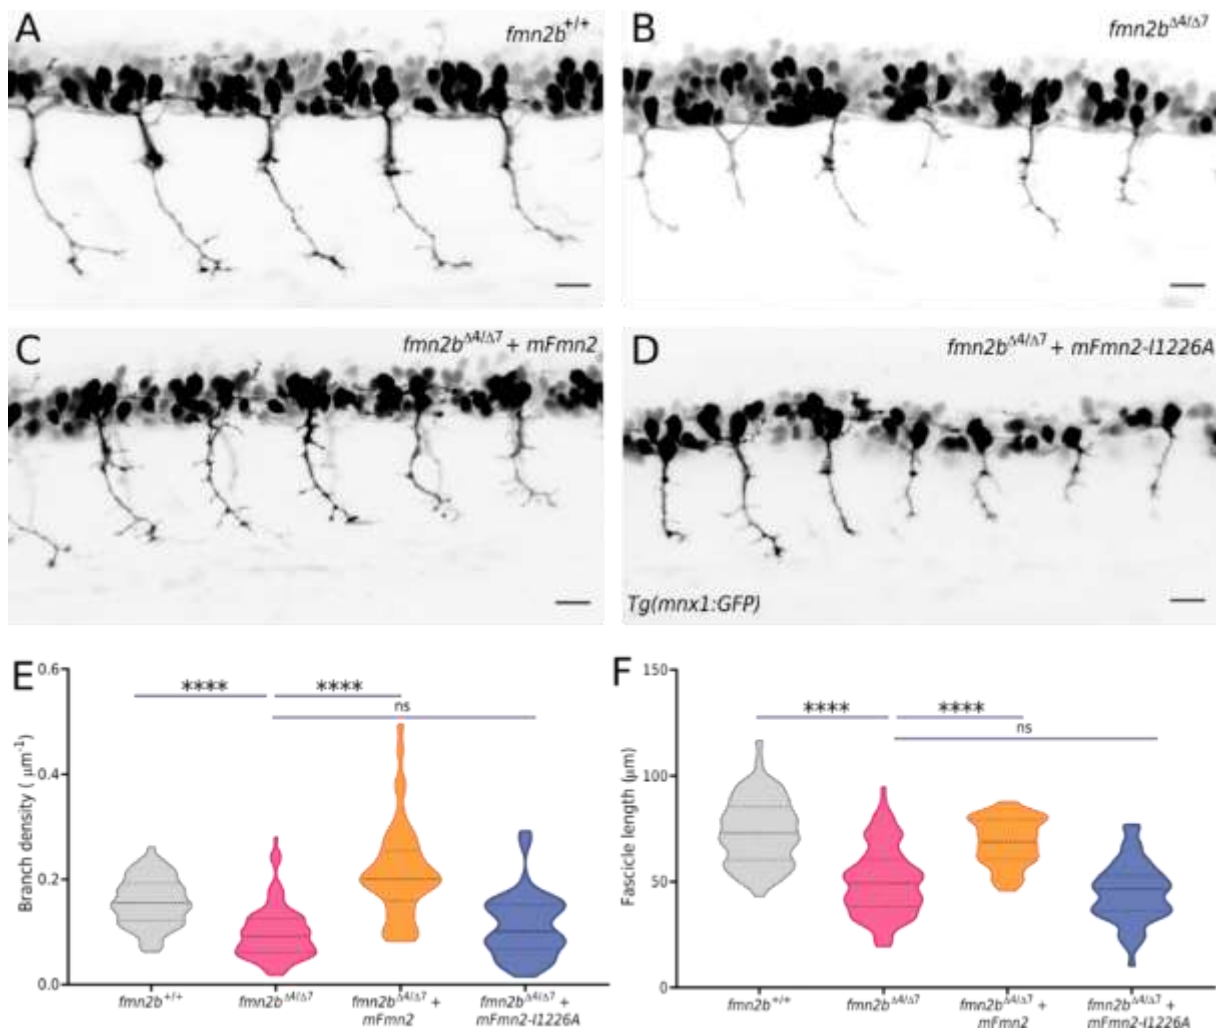 A
fmn2b+/+
B
fmn2bΔ4/Δ7
C
fmn2bΔ4/Δ7 + mFmn2
D
fmn2bΔ4/Δ7 + mFmn2-I1226A
Tg(mnx1:GFP)
E
0.6
0.4
0.2
0.0
Branch density ( μm-1)
****
****
ns
fmn2b+/+
fmn2bΔ4/Δ7
fmn2bΔ4/Δ7 +
mFmn2
fmn2bΔ4/Δ7 +
mFmn2-I1226A
F
150
100
50
0
Fascicle length (μm)
****
****
ns
fmn2b+/+
fmn2bΔ4/Δ7
fmn2bΔ4/Δ7 +
mFmn2
fmn2bΔ4/Δ7 +
mFmn2-I1226A